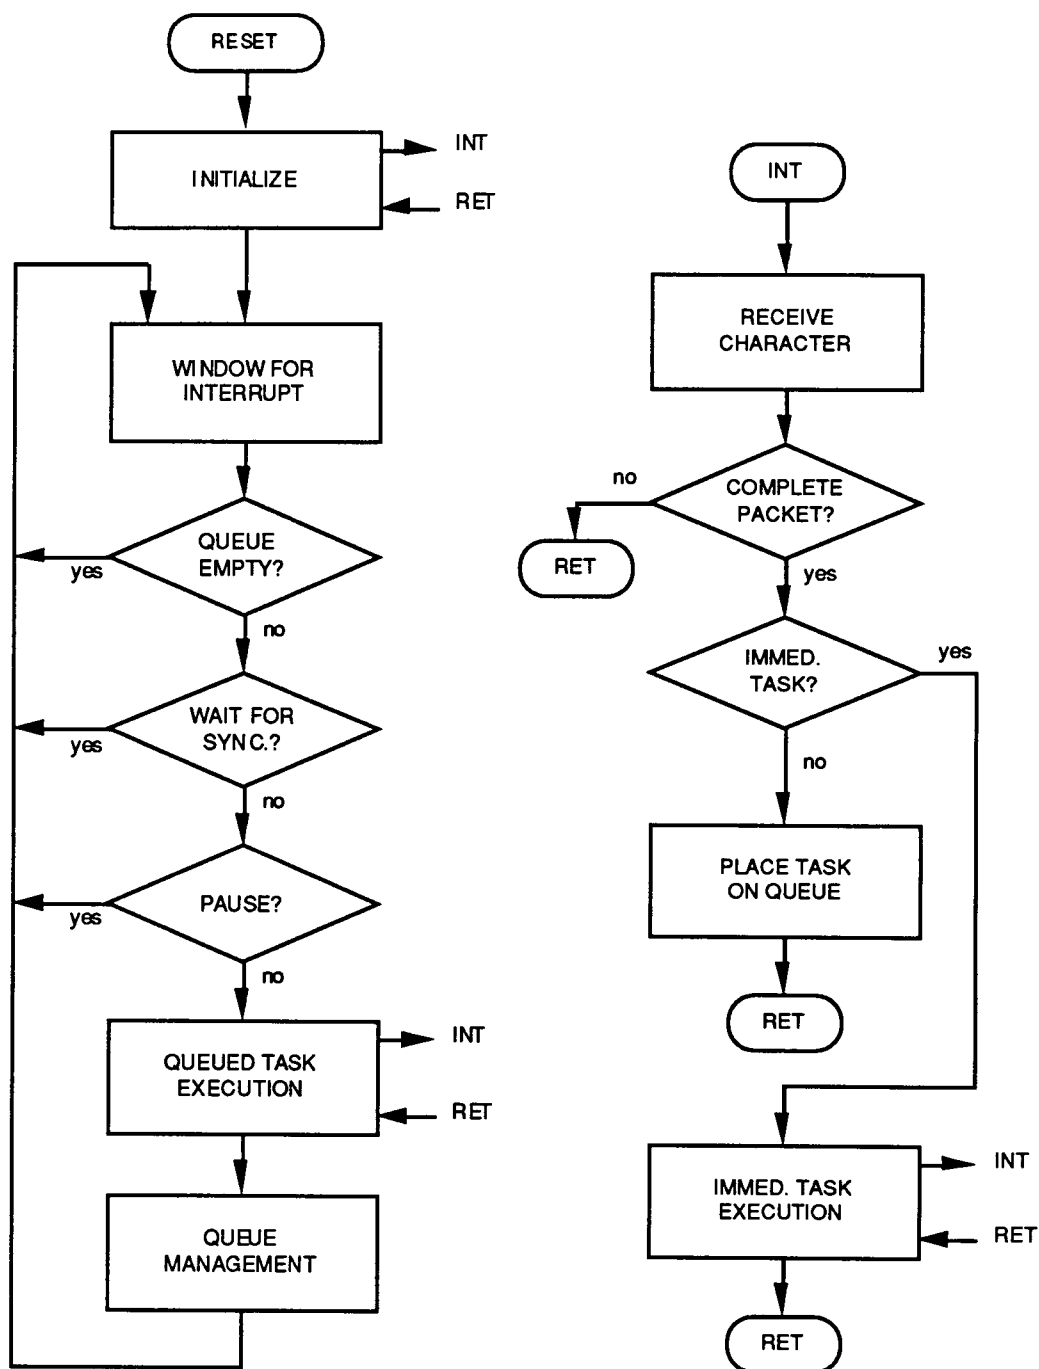 RESET
INITIALIZE
INT
RET
WINDOW FOR
INTERRUPT
QUEUE
EMPTY?
yes
no
WAIT FOR
SYNC.?
yes
no
PAUSE?
yes
no
QUEUED TASK
EXECUTION
INT
RET
QUEUE
MANAGEMENT
INT
RECEIVE
CHARACTER
COMPLETE
PACKET?
no
RET
yes
IMMED.
TASK?
yes
no
PLACE TASK
ON QUEUE
RET
IMMED. TASK
EXECUTION
INT
RET
RET